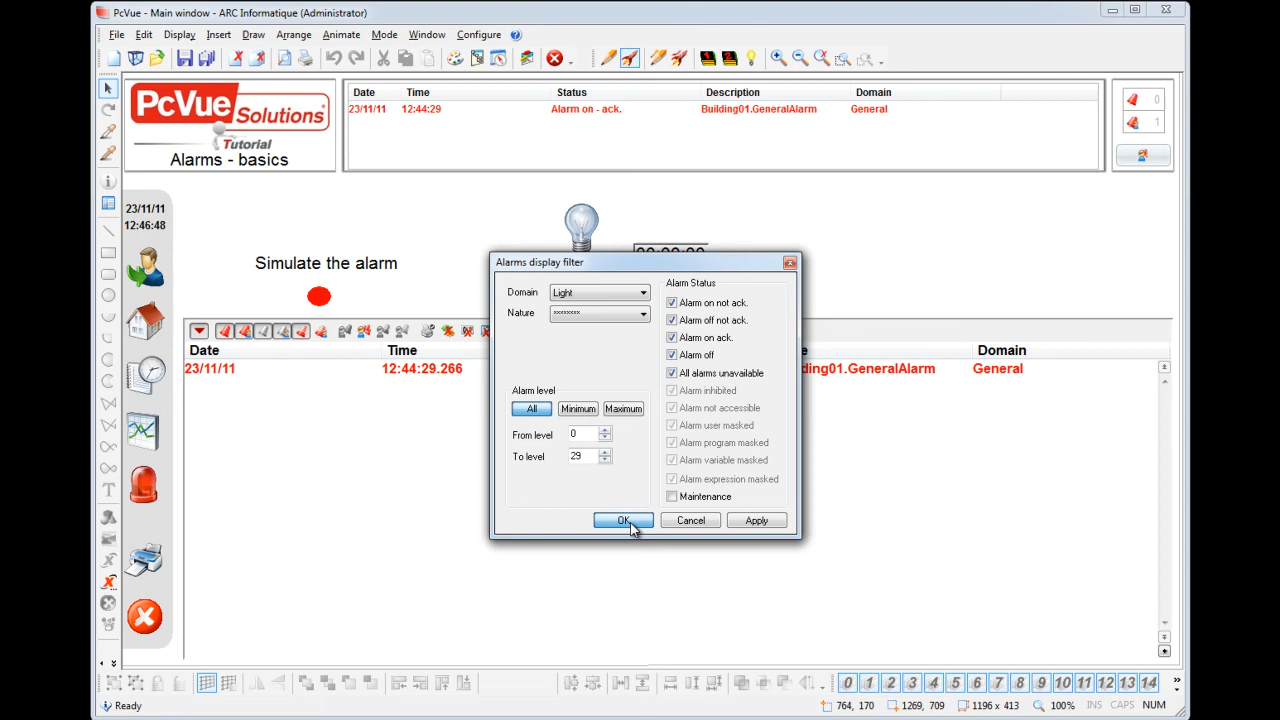 PcVue - Main window - ARC Informatique (Administrator)
File Edit Display Insert Draw Arrange Animate Mode Window Configure
PcVue Solutions
Tutorial
Alarms - basics
Date Time Status Description Domain
23/11/11 12:44:29 Alarm on - ack. Building01.GeneralAlarm General
0
1
23/11/11
12:46:48
Simulate the alarm
Alarms display filter
Domain Light
Nature ********
Alarm Status
Alarm on not ack.
Alarm off not ack.
Alarm on ack.
Alarm off
All alarms unavailable
Alarm inhibited
Alarm not accessible
Alarm user masked
Alarm program masked
Alarm variable masked
Alarm expression masked
Maintenance
Alarm level
All Minimum Maximum
From level 0
To level 29
OK Cancel Apply
Date Time Domain
23/11/11 12:44:29.266 ding01.GeneralAlarm General
0 1 2 3 4 5 6 7 8 9 10 11 12 13 14
Ready 764, 170 1269, 709 1196 x 413 100% INS CAPS NUM